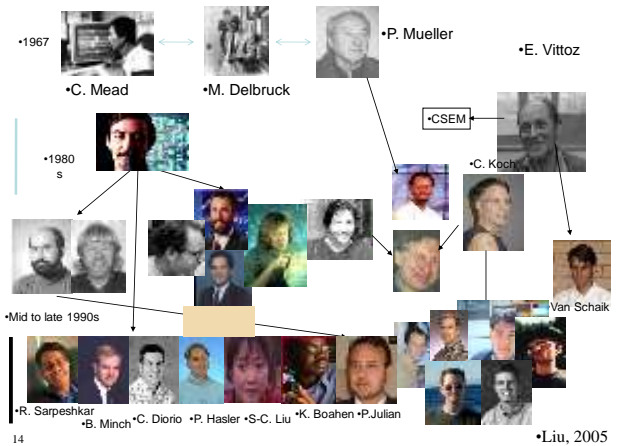 •1967
•C. Mead
•M. Delbruck
•P. Mueller
•E. Vittoz
•CSEM
•1980
s
•C. Koch
Van Schaik
•Mid to late 1990s
•R. Sarpeshkar
•B. Minch
•C. Diorio
•P. Hasler
•S-C. Liu
•K. Boahen
•P.Julian
14
•Liu, 2005